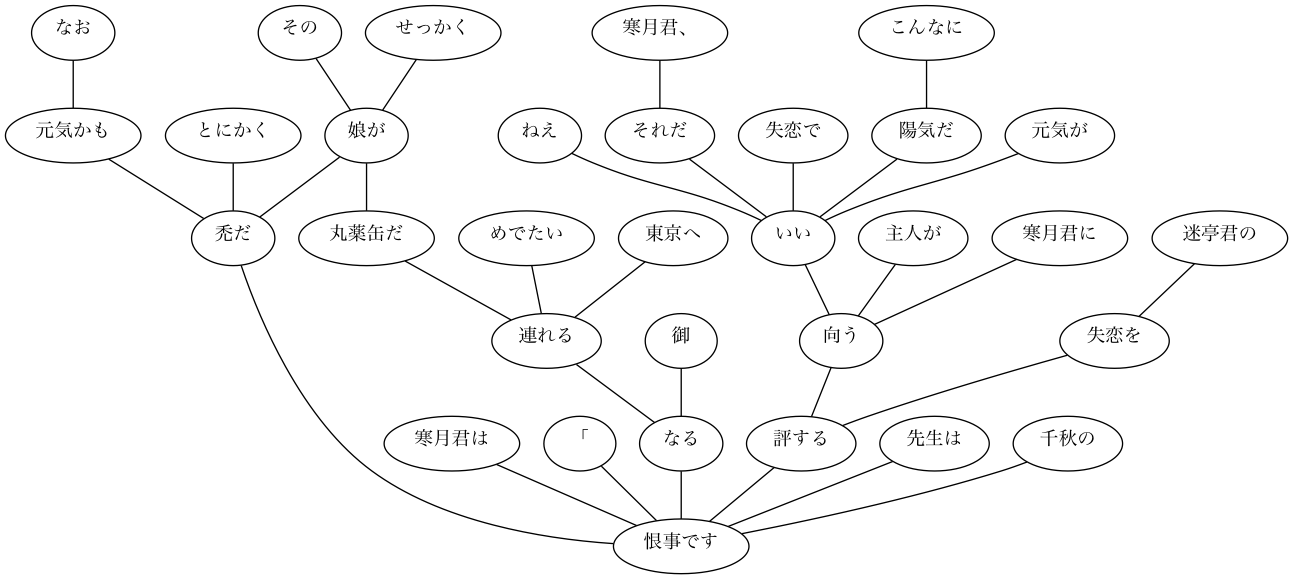 なお
その
せっかく
寒月君、
こんなに
元気かも
とにかく
娘が
ねえ
それだ
失恋で
陽気だ
元気が
禿だ
丸薬缶だ
めでたい
東京へ
いい
主人が
寒月君に
迷亭君の
連れる
御
向う
失恋を
寒月君は
「
なる
評する
先生は
千秋の
恨事です